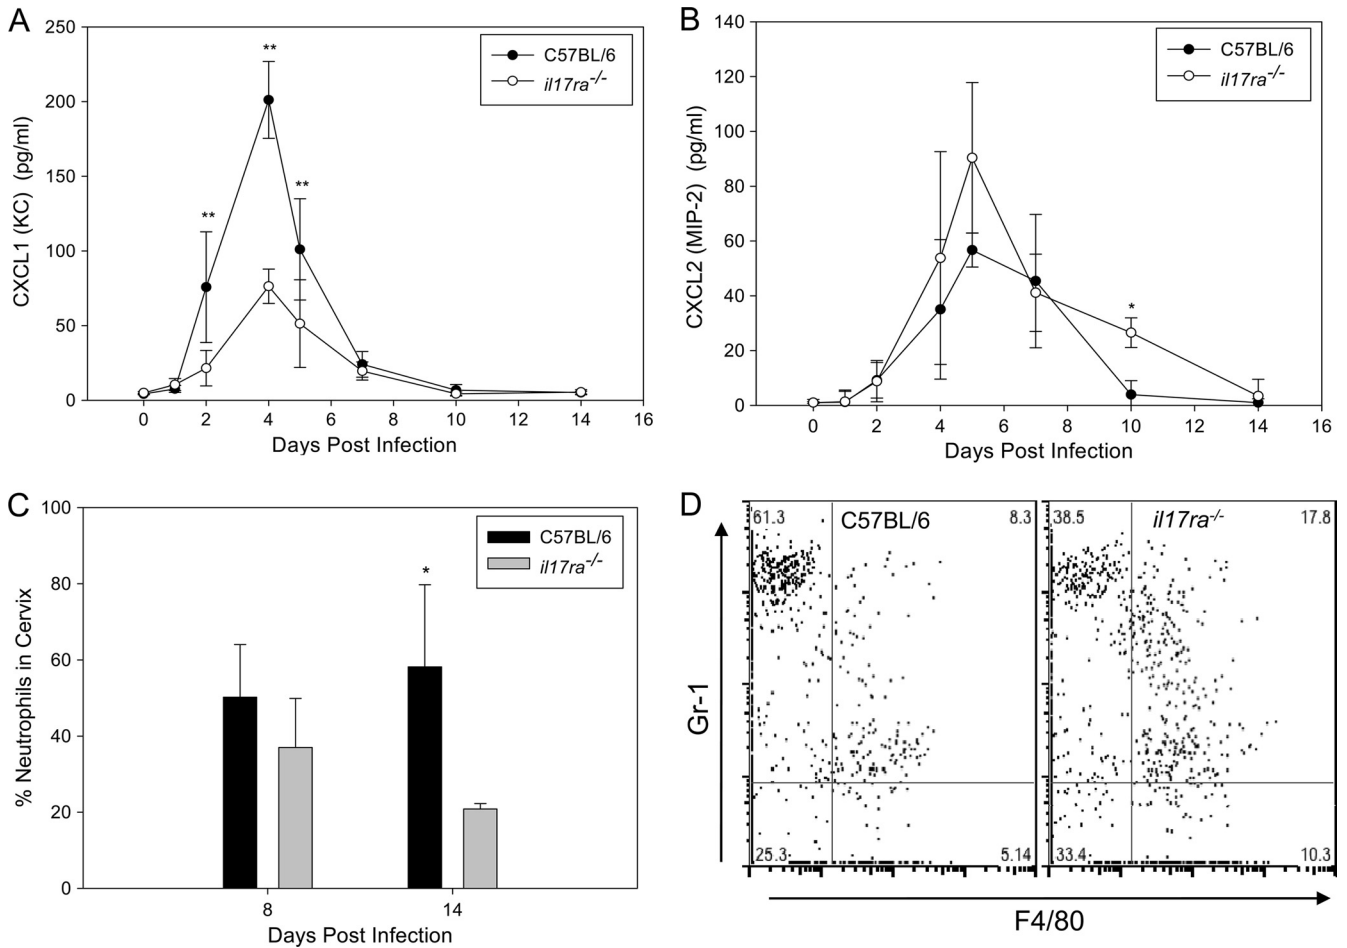 A
250
200
150
100
50
0
CXCL1 (KC) (pg/ml)
**
**
**
C57BL/6
il17ra-/-
0 2 4 6 8 10 12 14 16
Days Post Infection
B
140
120
100
80
60
40
20
0
CXCL2 (MIP-2) (pg/ml)
*
C57BL/6
il17ra-/-
0 2 4 6 8 10 12 14 16
Days Post Infection
C
100
80
60
40
20
0
% Neutrophils in Cervix
*
C57BL/6
il17ra-/-
8 14
Days Post Infection
D
61.3 C57BL/6 8.3
25.3 5.14
38.5 il17ra-/- 17.8
33.4 10.3
Gr-1
F4/80